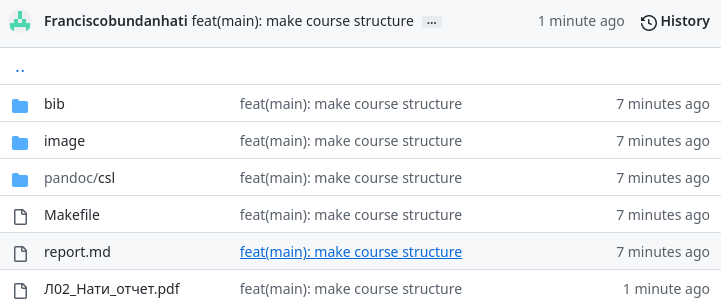 Franciscobundanhati feat(main): make course structure ... 1 minute ago History
..
bib feat(main): make course structure 7 minutes ago
image feat(main): make course structure 7 minutes ago
pandoc/csl feat(main): make course structure 7 minutes ago
Makefile feat(main): make course structure 7 minutes ago
report.md feat(main): make course structure 7 minutes ago
Л02_Нати_отчет.pdf feat(main): make course structure 1 minute ago